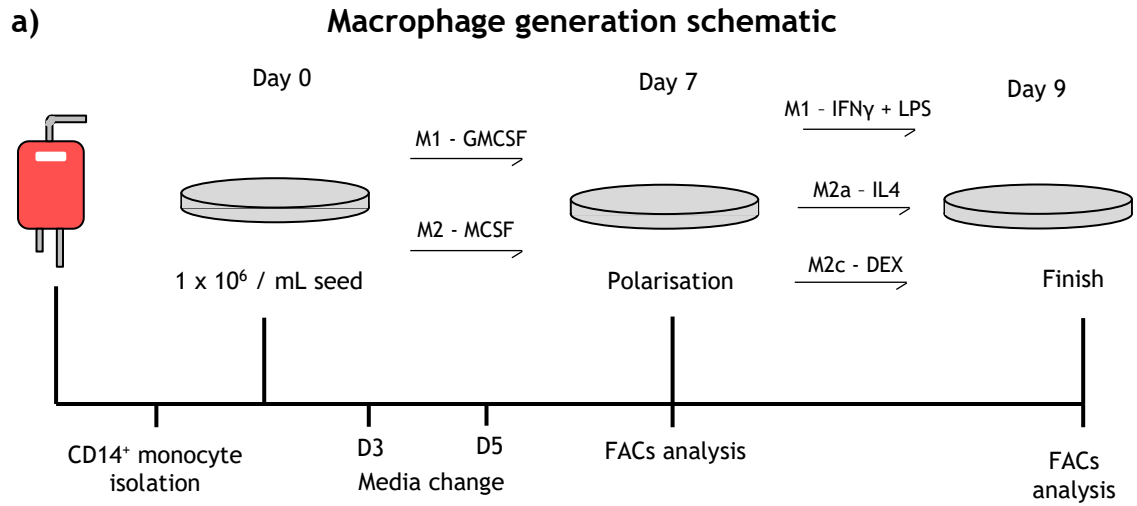 a)
Macrophage generation schematic
Day 0
Day 7
Day 9
M1 - GMCSF
M2 - MCSF
M1 – IFNγ + LPS
M2a – IL4
M2c - DEX
1 x 10⁶ / mL seed
Polarisation
Finish
CD14⁺ monocyte
isolation
D3
D5
Media change
FACs analysis
FACs
analysis